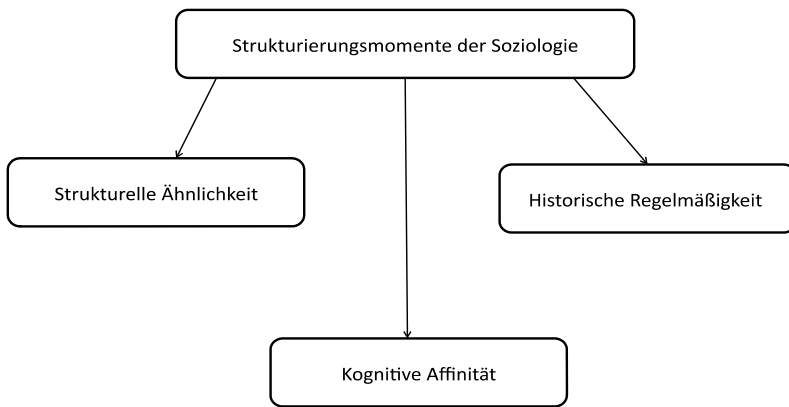 Strukturierungsmomente der Soziologie
Strukturelle Ähnlichkeit
Historische Regelmäßigkeit
Kognitive Affinität